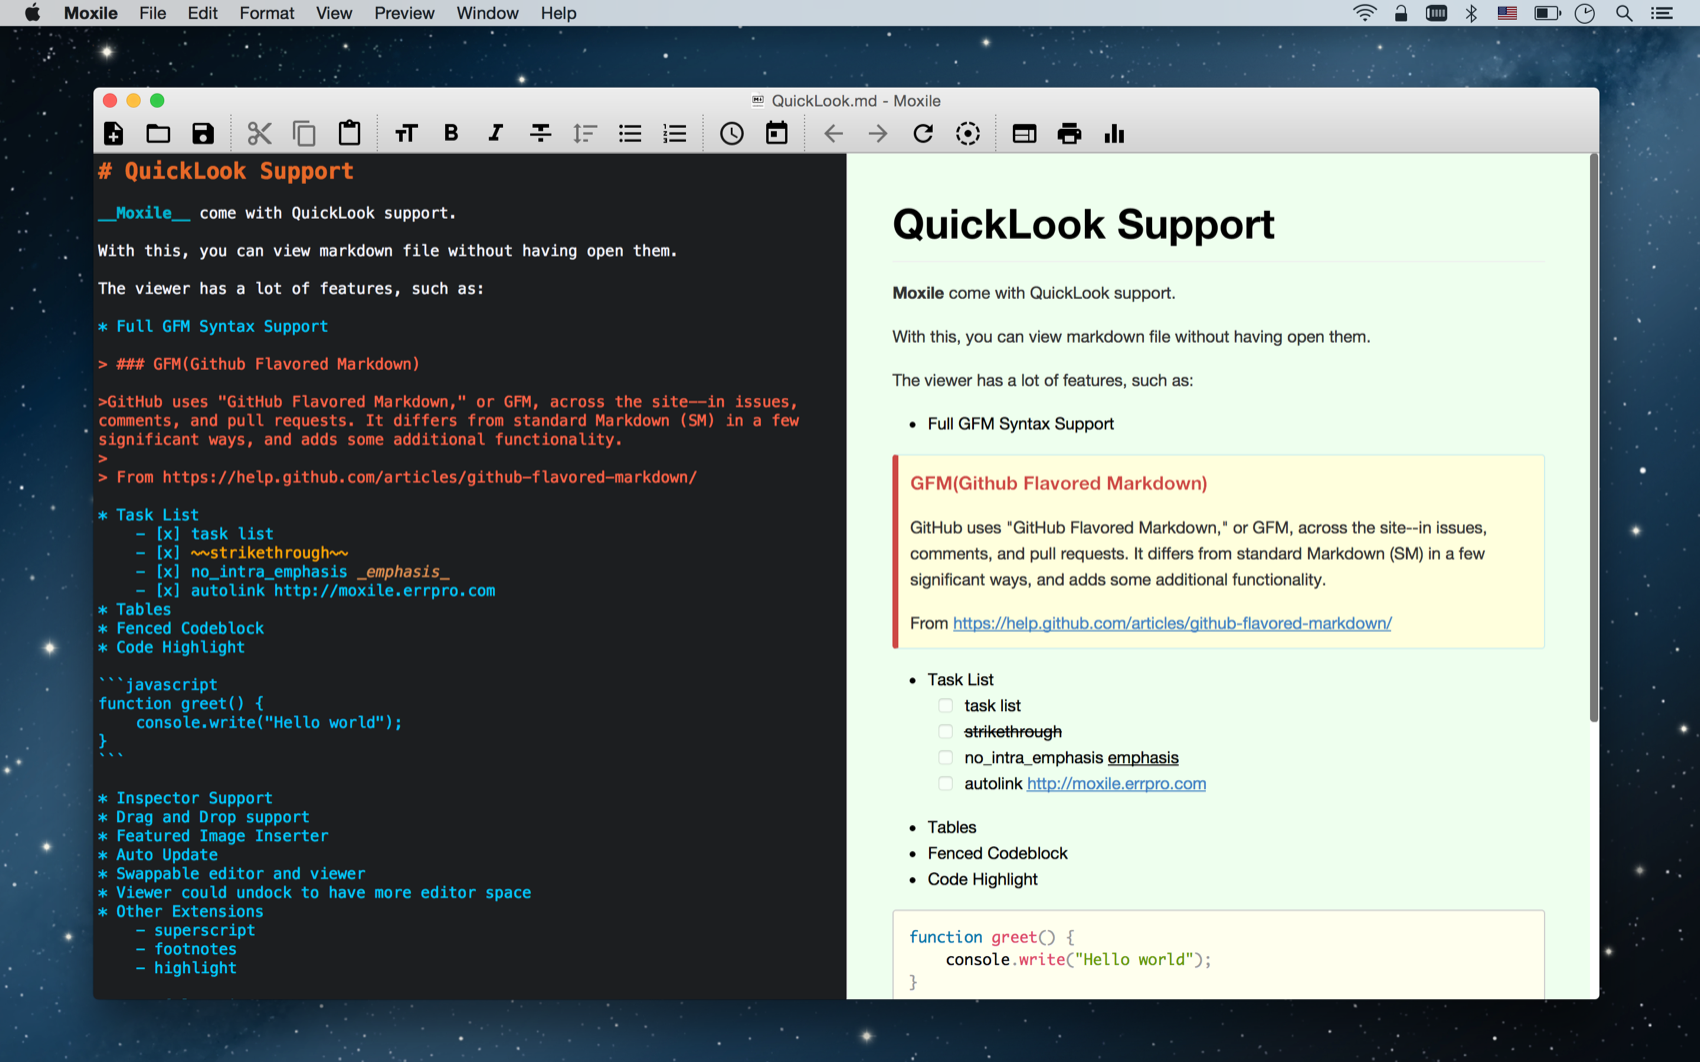 Moxile File Edit Format View Preview Window Help
QuickLook.md - Moxile
# QuickLook Support
__Moxile__ come with QuickLook support.
With this, you can view markdown file without having open them.
The viewer has a lot of features, such as:
* Full GFM Syntax Support
> ### GFM(Github Flavored Markdown)
>GitHub uses "GitHub Flavored Markdown," or GFM, across the site--in issues,
comments, and pull requests. It differs from standard Markdown (SM) in a few
significant ways, and adds some additional functionality.
>
> From https://help.github.com/articles/github-flavored-markdown/
* Task List
- [x] task list
- [x] ~~strikethrough~~
- [x] no_intra_emphasis _emphasis_
- [x] autolink http://moxile.errpro.com
* Tables
* Fenced Codeblock
* Code Highlight
```javascript
function greet() {
console.write("Hello world");
}
```
* Inspector Support
* Drag and Drop support
* Featured Image Inserter
* Auto Update
* Swappable editor and viewer
* Viewer could undock to have more editor space
* Other Extensions
- superscript
- footnotes
- highlight
QuickLook Support
Moxile come with QuickLook support.
With this, you can view markdown file without having open them.
The viewer has a lot of features, such as:
• Full GFM Syntax Support
GFM(Github Flavored Markdown)
GitHub uses "GitHub Flavored Markdown," or GFM, across the site--in issues,
comments, and pull requests. It differs from standard Markdown (SM) in a few
significant ways, and adds some additional functionality.
From https://help.github.com/articles/github-flavored-markdown/
• Task List
task list
strikethrough
no_intra_emphasis emphasis
autolink http://moxile.errpro.com
• Tables
• Fenced Codeblock
• Code Highlight
function greet() {
console.write("Hello world");
}